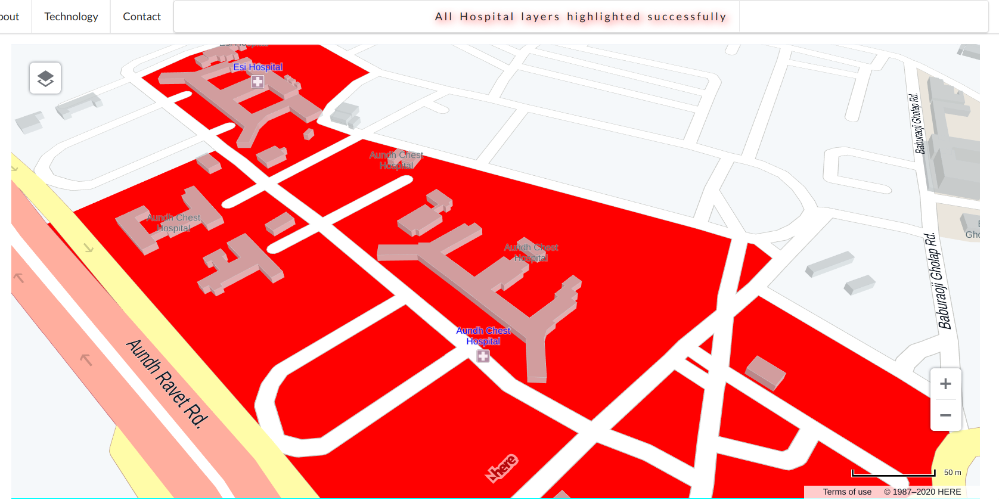 Technology
Contact
All Hospital layers highlighted successfully
Esi Hospital
Baburaoji Gholap Rd.
Aundh Chest
Hospital
Aundh Chest
Hospital
Aundh Chest
Hospital
Baburaoji Gholap Rd.
Aundh Chest
Hospital
Aundh Ravet Rd.
here
50 m
Terms of use © 1987–2020 HERE